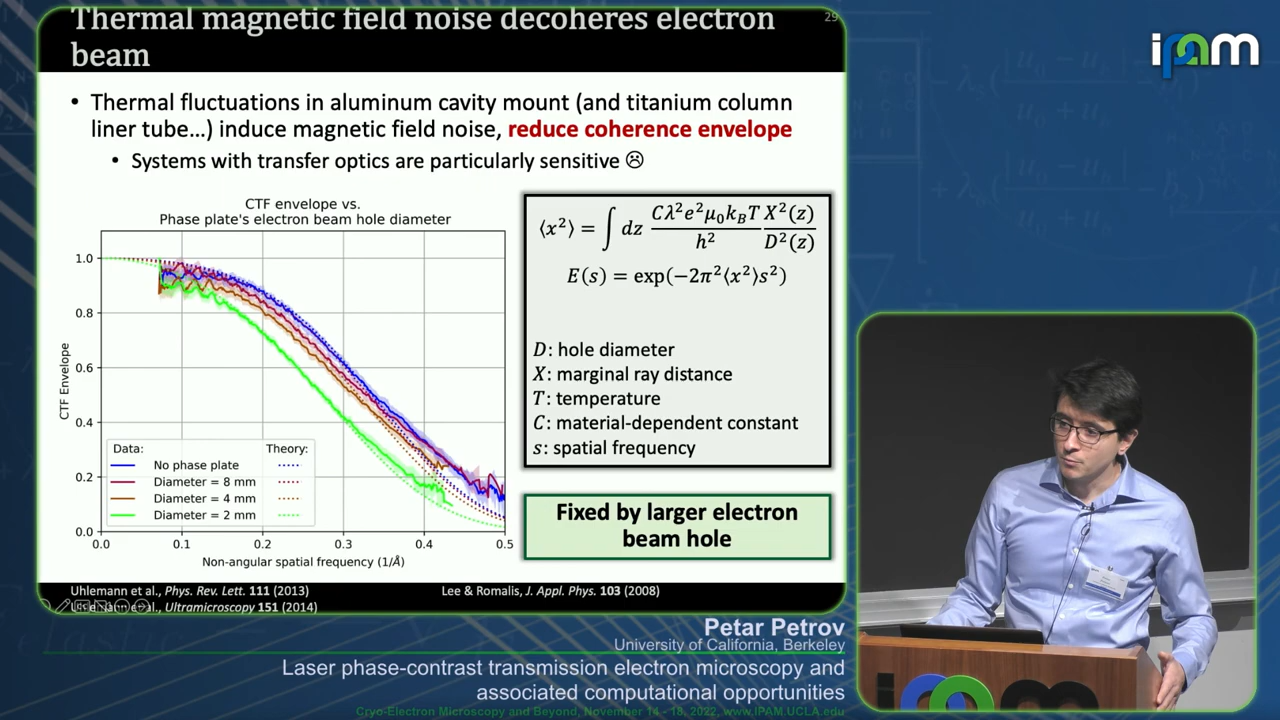 Thermal magnetic field noise decoheres electron
beam
29
ipam
• Thermal fluctuations in aluminum cavity mount (and titanium column
liner tube...) induce magnetic field noise, reduce coherence envelope
• Systems with transfer optics are particularly sensitive ☹
CTF envelope vs.
Phase plate's electron beam hole diameter
CTF Envelope
1.0
0.8
0.6
0.4
0.2
0.0
0.0 0.1 0.2 0.3 0.4 0.5
Non-angular spatial frequency (1/Å)
Data: Theory:
No phase plate
Diameter = 8 mm
Diameter = 4 mm
Diameter = 2 mm
⟨x²⟩ = ∫ dz Cλ²e²μ₀k_BT/h² X²(z)/D²(z)
E(s) = exp(−2π²⟨x²⟩s²)
D: hole diameter
X: marginal ray distance
T: temperature
C: material-dependent constant
s: spatial frequency
Fixed by larger electron
beam hole
Uhlemann et al., Phys. Rev. Lett. 111 (2013)
Lee & Romalis, J. Appl. Phys. 103 (2008)
Ultramicroscopy 151 (2014)
Petar Petrov
University of California, Berkeley
Laser phase-contrast transmission electron microscopy and
associated computational opportunities
Cryo-Electron Microscopy and Beyond, November 14 - 18, 2022, www.IPAM.UCLA.edu